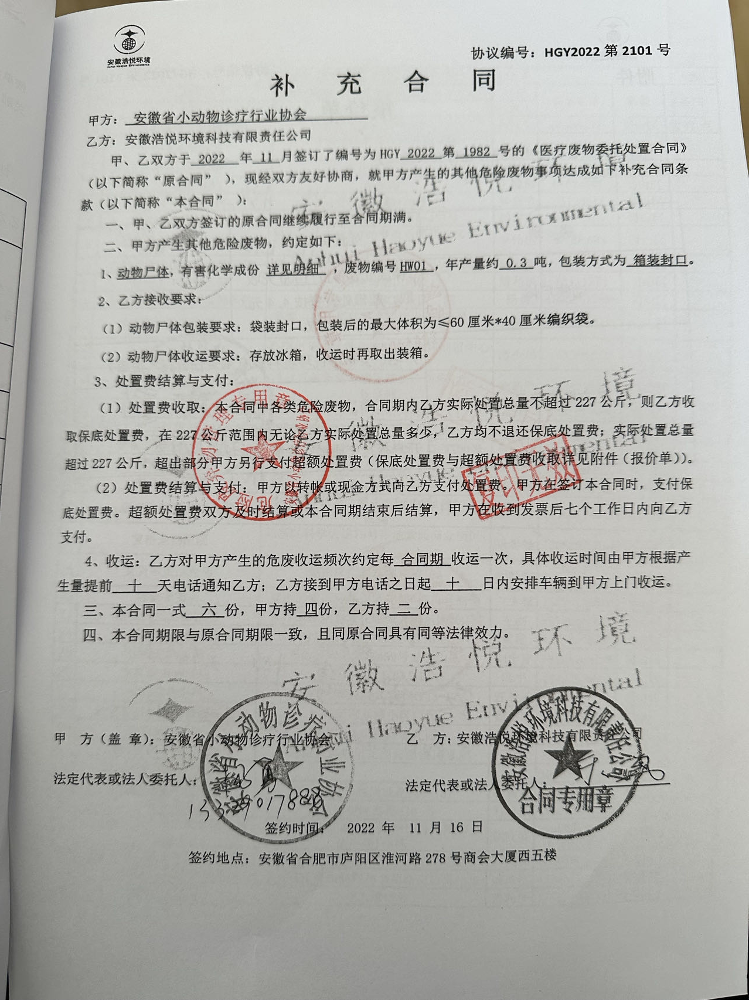 安徽浩悦环境
Anhui Haoyue Environmental
协议编号：HGY2022 第 2101 号
补 充 合 同
甲方： 安徽省小动物诊疗行业协会
乙方：安徽浩悦环境科技有限责任公司
甲、乙双方于 2022 年 11 月签订了编号为 HGY 2022 第 1982 号的《医疗废物委托处置合同》
（以下简称“原合同” ），现经双方友好协商，就甲方产生的其他危险废物事项达成如下补充合同条
款（以下简称“本合同” ）：
一、甲、乙双方签订的原合同继续履行至合同期满。
二、甲方产生其他危险废物，约定如下：
1、动物尸体，有害化学成份 详见明细 ，废物编号 HW01 ，年产量约 0.3 吨，包装方式为 箱装封口。
2、乙方接收要求：
（1）动物尸体包装要求：袋装封口，包装后的最大体积为≤60 厘米*40 厘米编织袋。
（2）动物尸体收运要求：存放冰箱，收运时再取出装箱。
3、处置费结算与支付：
（1）处置费收取：本合同中各类危险废物，合同期内乙方实际处置总量不超过 227 公斤，则乙方收
取保底处置费，在 227 公斤范围内无论乙方实际处置总量多少，乙方均不退还保底处置费；实际处置总量
超过 227 公斤，超出部分甲方另行支付超额处置费（保底处置费与超额处置费收取详见附件（报价单））。
（2）处置费结算与支付：甲方以转帐或现金方式向乙方支付处置费。甲方在签订本合同时，支付保
底处置费。超额处置费双方及时结算或本合同期结束后结算，甲方在收到发票后七个工作日内向乙方
支付。
4、收运：乙方对甲方产生的危废收运频次约定每 合同期 收运一次，具体收运时间由甲方根据产
生量提前 十 天电话通知乙方；乙方接到甲方电话之日起 十 日内安排车辆到甲方上门收运。
三、本合同一式 六 份，甲方持 四份，乙方持 二 份。
四、本合同期限与原合同期限一致，且同原合同具有同等法律效力。
甲 方（盖 章）：安徽省小动物诊疗行业协会
乙 方：安徽浩悦环境科技有限责任公司
法定代表或法人委托人：
法定代表或法人委托人：
签约时间： 2022 年 11 月 16 日
签约地点：安徽省合肥市庐阳区淮河路 278 号商会大厦西五楼
安徽浩悦环境
Anhui Haoyue Environmental
安徽浩悦环境
Anhui Haoyue Environmental
安徽浩悦环境
Anhui Haoyue Environmental
复印无效
安徽省小动物诊疗行业协会
安徽浩悦环境科技有限责任公司
合同专用章